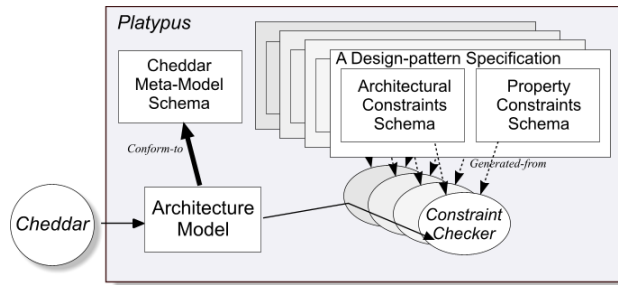 Platypus
Cheddar
Meta-Model
Schema
A Design-pattern Specification
Architectural
Constraints
Schema
Property
Constraints
Schema
Conform-to
Generated-from
Cheddar
Architecture
Model
Constraint
Checker